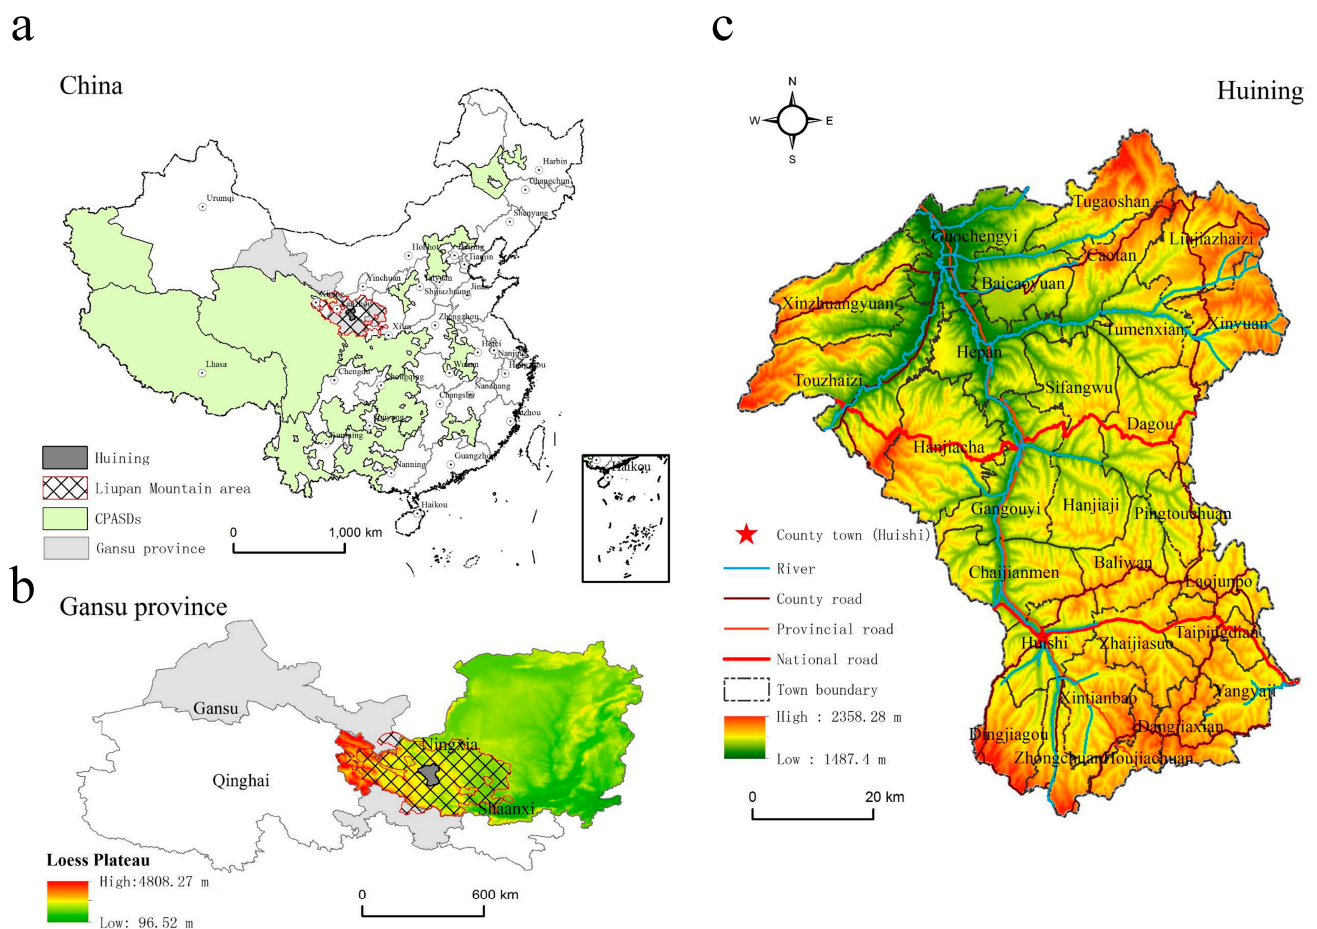 a
China
Harbin
Changchun
Urumqi
Shenyang
Hohhot
Beijing
Tianjin
Yinchuan
Taiyuan
Shijiazhuang
Jinan
Xining
Zhengzhou
Xi'an
Hefei
Nanjing
Lhasa
Chengdu
Wuhan
Chongqing
Nanchang
Changsha
Guiyang
Kunming
Guangzhou
Nanning
Haikou
Haikou
Huining
Liupan Mountain area
CPASDs
Gansu province
0
1,000 km
b
Gansu province
Gansu
Ningxia
Qinghai
Shaanxi
Loess Plateau
High:4808.27 m
Low: 96.52 m
0
600 km
c
Huining
N
W
E
S
Tugaoshan
Guochengyi
Liujiazhaizi
Caotan
Baicaoyuan
Xinzhuangyuan
Xinyuan
Hepan
Touzhaizi
Sifangwu
Dagou
Hanjiacha
Hanjiaji
Gangouyi
Pingtouchuan
Baliwan
Chaijianmen
Laojunpo
Taipingdian
Huishi
Zhaijiasuo
Yangyaji
Xintianbao
Dangjiaxian
Dingjiagou
Zhongchuan
Houjiachuan
County town (Huishi)
River
County road
Provincial road
National road
Town boundary
High : 2358.28 m
Low : 1487.4 m
0
20 km